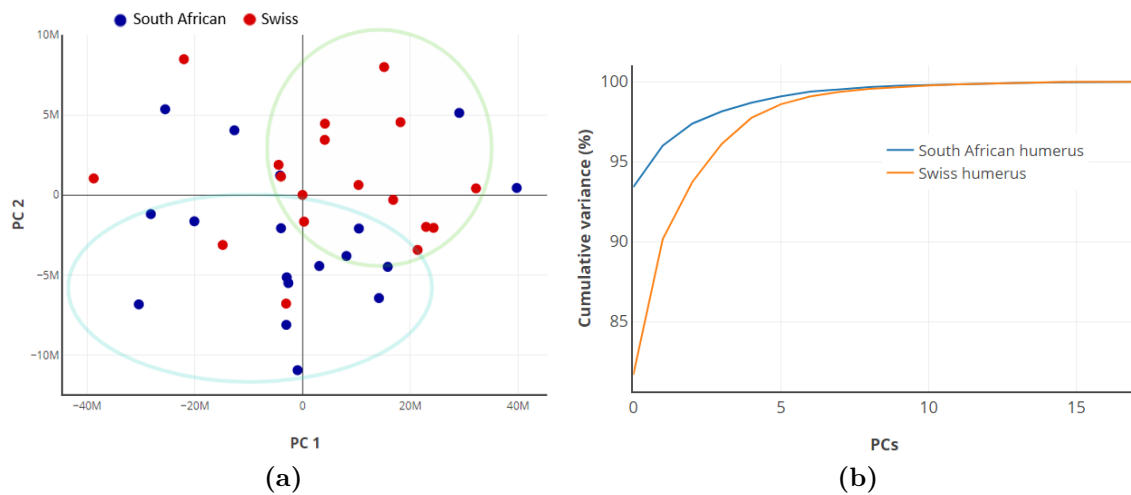 South African
Swiss
10M
5M
0
−5M
−10M
PC 2
−40M
−20M
0
20M
40M
PC 1
(a)
100
95
90
85
Cumulative variance (%)
South African humerus
Swiss humerus
0
5
10
15
PCs
(b)